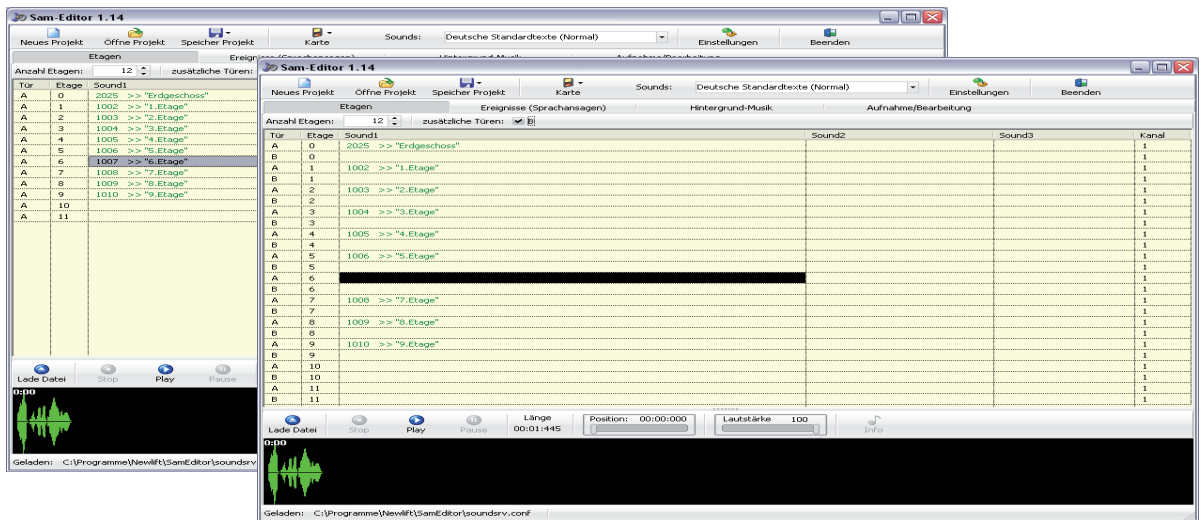 Sam-Editor 1.14
Neues Projekt Öffne Projekt Speicher Projekt Karte Sounds: Deutsche Standardtexte (Normal) Einstellungen Beenden
Etagen
Anzahl Etagen: 12 zusätzliche Türen:
Tür Etage Sound1
A 0 2025 >> "Erdgeschoss"
A 1 1002 >> "1.Etage"
A 2 1003 >> "2.Etage"
A 3 1004 >> "3.Etage"
A 4 1005 >> "4.Etage"
A 5 1006 >> "5.Etage"
A 6 1007 >> "6.Etage"
A 7 1008 >> "7.Etage"
A 8 1009 >> "8.Etage"
A 9 1010 >> "9.Etage"
A 10
A 11
Lade Datei Stop Play Pause
0:00
Geladen: C:\Programme\Newlift\SamEditor\soundsrv
Sam-Editor 1.14
Neues Projekt Öffne Projekt Speicher Projekt Karte Sounds: Deutsche Standardtexte (Normal) Einstellungen Beenden
Etagen Ereignisse (Sprachansagen) Hintergrund-Musik Aufnahme/Bearbeitung
Anzahl Etagen: 12 zusätzliche Türen: B
Tür Etage Sound1 Sound2 Sound3 Kanal
A 0 2025 >> "Erdgeschoss" 1
B 0 1
A 1 1002 >> "1.Etage" 1
B 1 1
A 2 1003 >> "2.Etage" 1
B 2 1
A 3 1004 >> "3.Etage" 1
B 3 1
A 4 1005 >> "4.Etage" 1
B 4 1
A 5 1006 >> "5.Etage" 1
B 5 1
A 6 1
B 6 1
A 7 1008 >> "7.Etage" 1
B 7 1
A 8 1009 >> "8.Etage" 1
B 8 1
A 9 1010 >> "9.Etage" 1
B 9 1
A 10 1
B 10 1
A 11 1
B 11 1
Lade Datei Stop Play Pause Länge 00:01:445 Position: 00:00:000 Lautstärke 100 Info
0:00
Geladen: C:\Programme\Newlift\SamEditor\soundsrv.conf